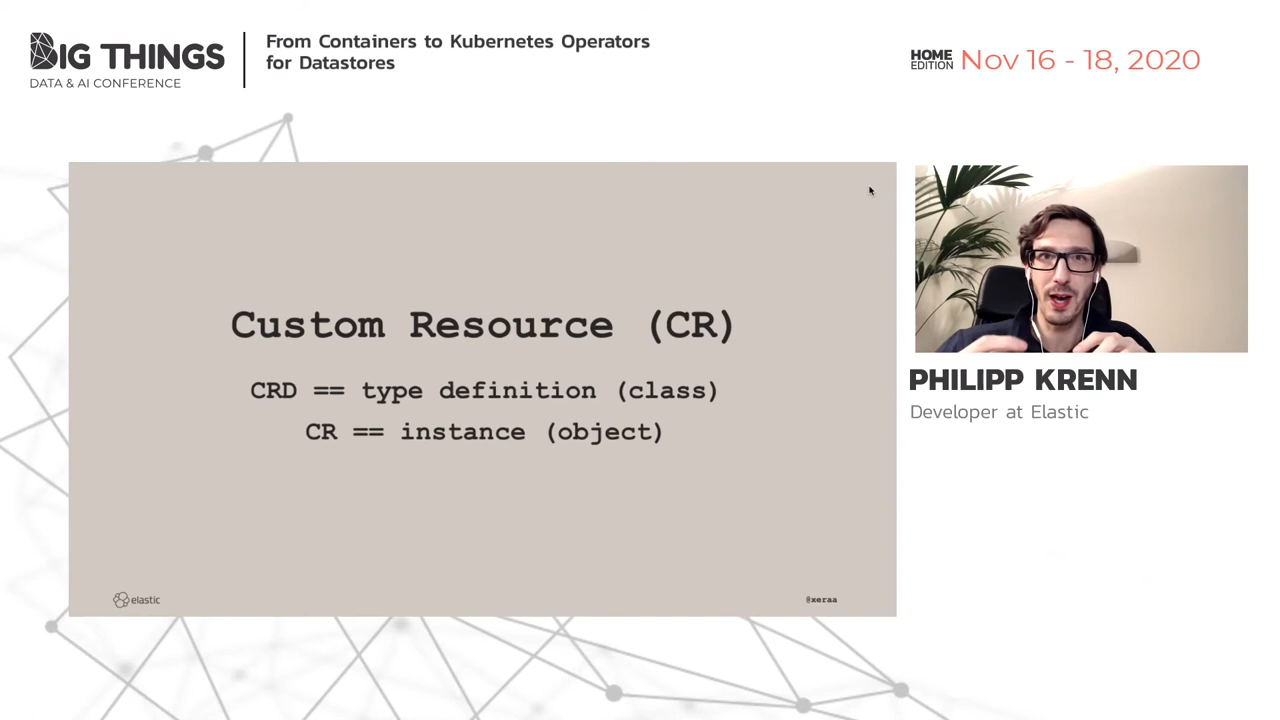 BIG THINGS
DATA & AI CONFERENCE
From Containers to Kubernetes Operators
for Datastores
HOME
EDITION
Nov 16 - 18, 2020
Custom Resource (CR)
CRD == type definition (class)
CR == instance (object)
elastic
@xeraa
PHILIPP KRENN
Developer at Elastic